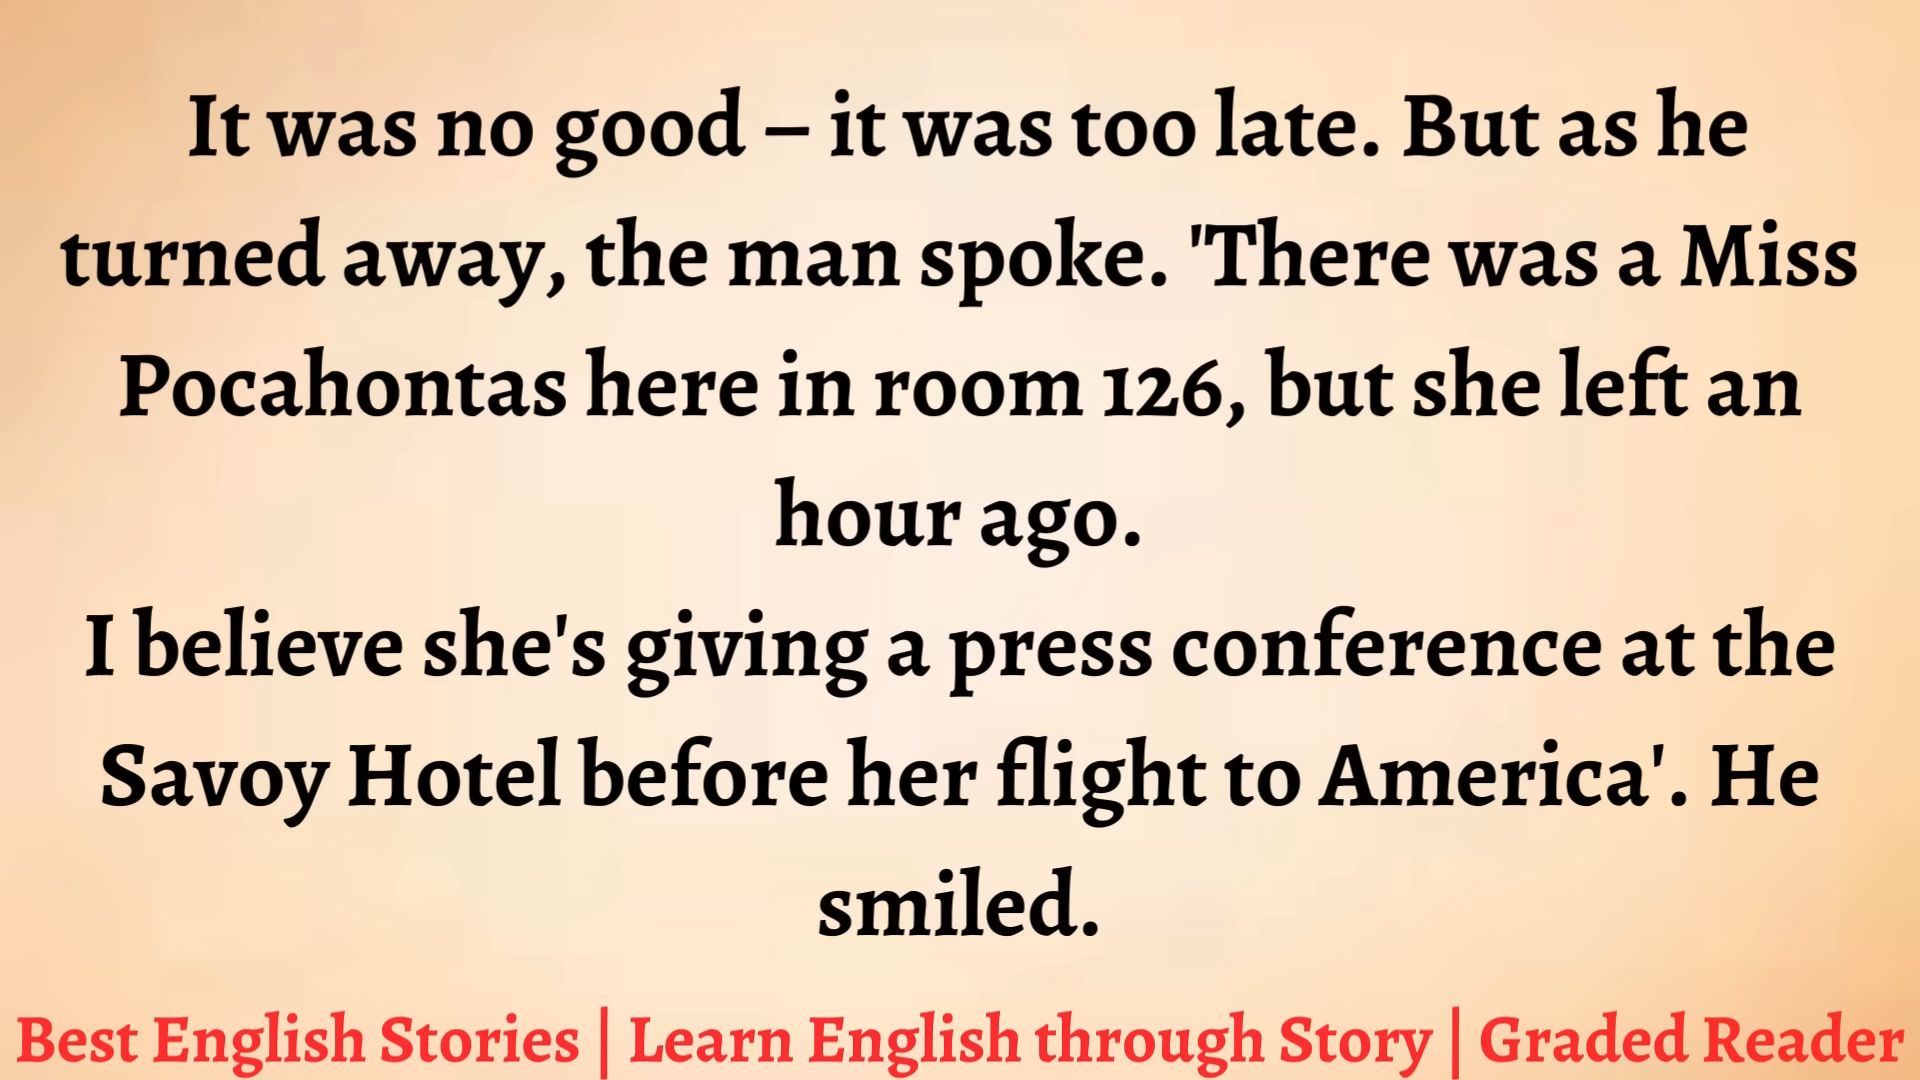 It was no good – it was too late. But as he
turned away, the man spoke. 'There was a Miss
Pocahontas here in room 126, but she left an
hour ago.
I believe she's giving a press conference at the
Savoy Hotel before her flight to America'. He
smiled.
Best English Stories | Learn English through Story | Graded Reader